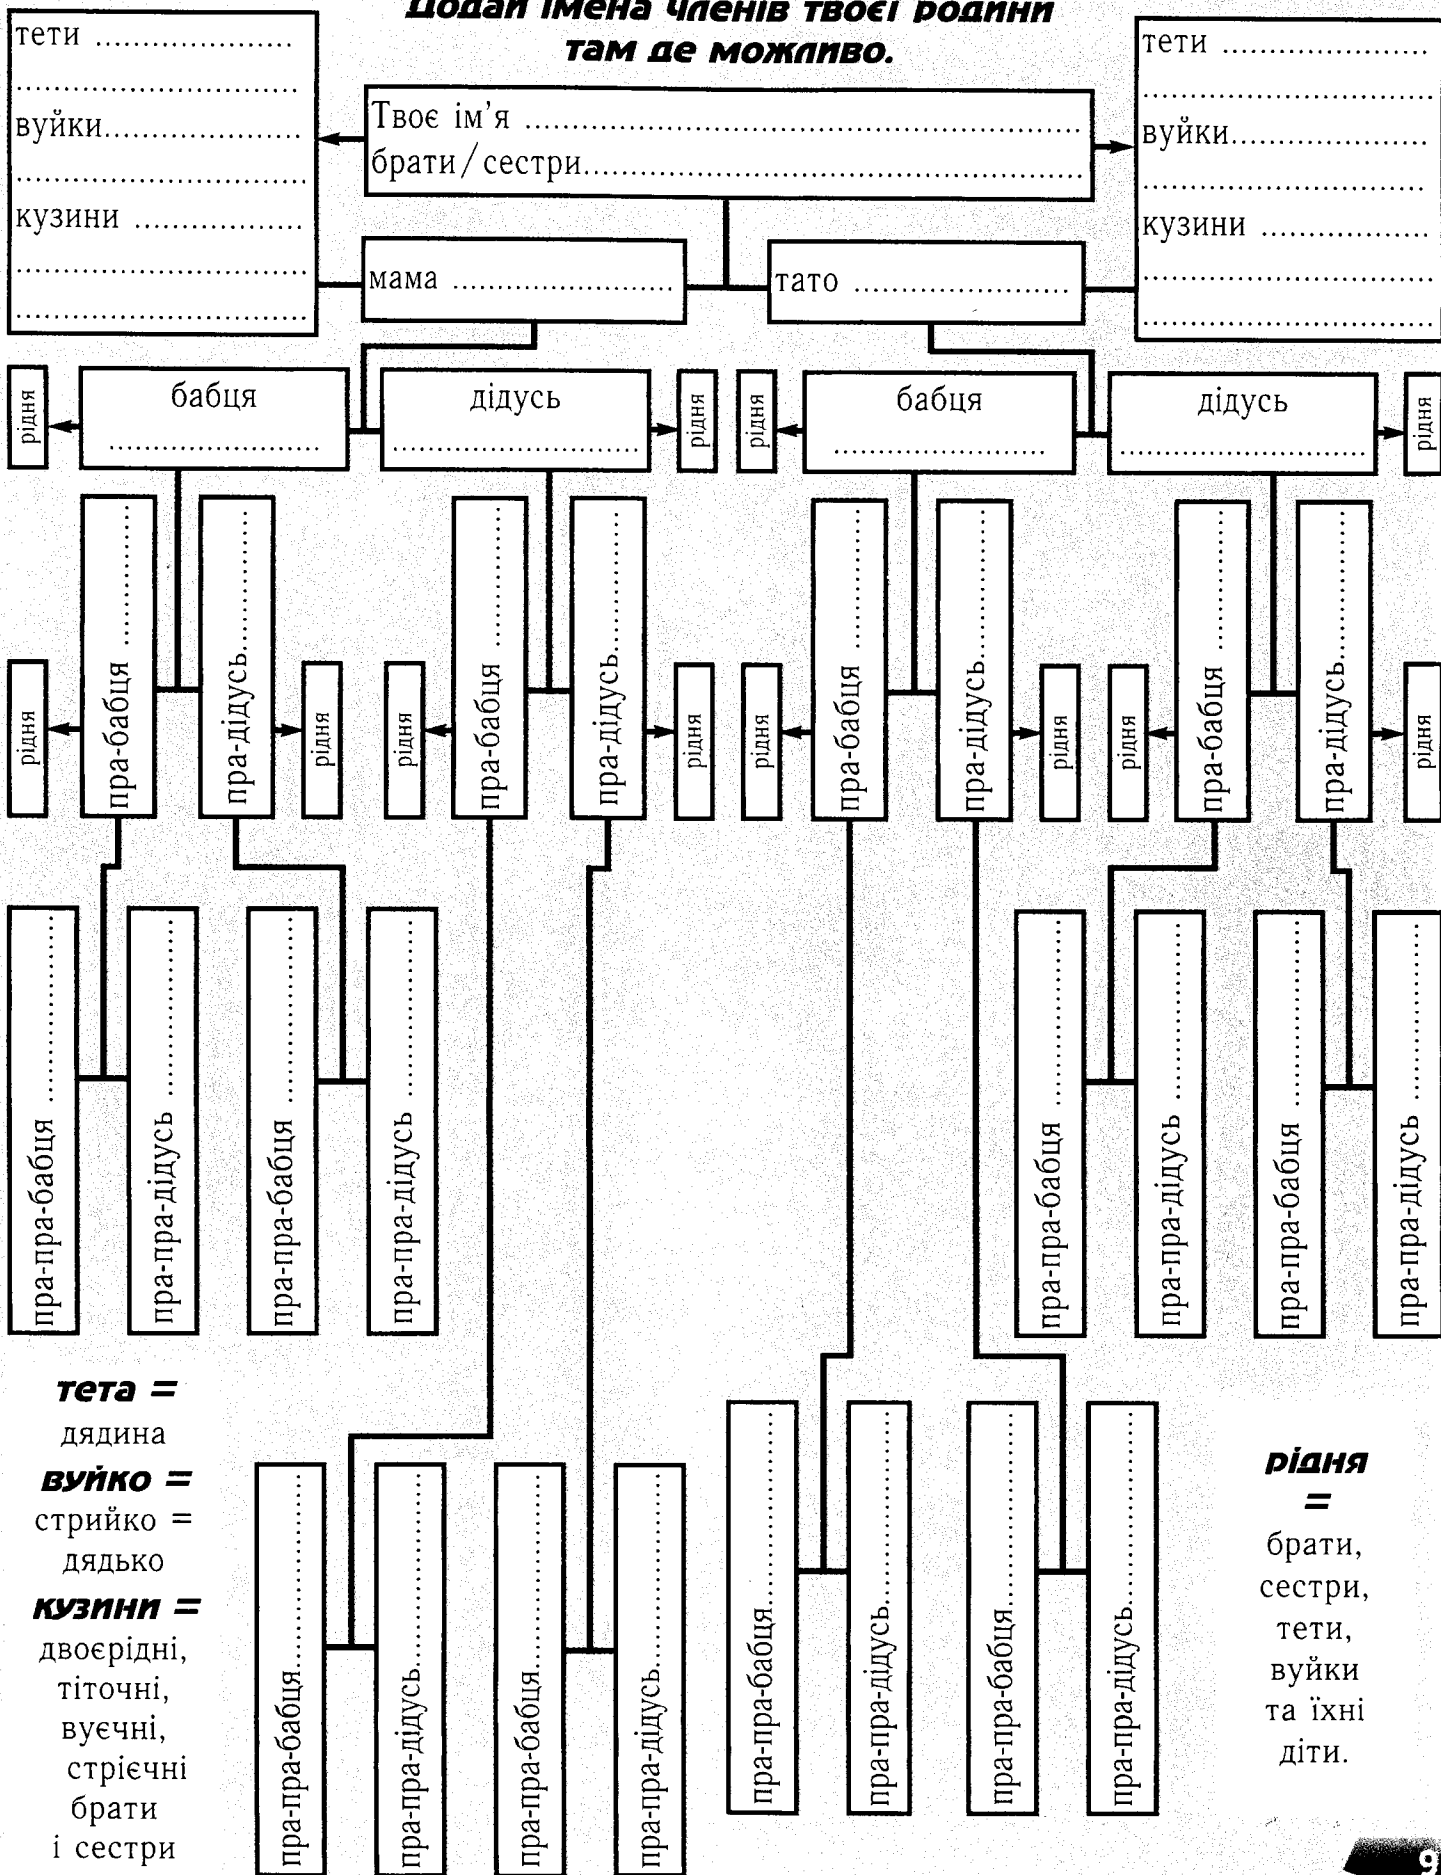 Додай імена членів твоєї родини
там де можливо.
тети ....................
.............................
вуйки....................
.............................
кузини .................
.............................
.............................
Твоє ім'я ........................................................
брати/сестри..................................................
тети ....................
.............................
вуйки....................
.............................
кузини .................
.............................
.............................
мама ......................
тато ......................
рідня
бабця
.....................
дідусь
........................
рідня
рідня
бабця
.....................
дідусь
........................
рідня
пра-бабця ............
пра-дідусь............
пра-бабця ............
пра-дідусь............
пра-бабця ............
пра-дідусь............
пра-бабця ............
пра-дідусь............
рідня
рідня
рідня
рідня
рідня
рідня
рідня
рідня
пра-пра-бабця ...................
пра-пра-дідусь ..................
пра-пра-бабця ...................
пра-пра-дідусь ..................
пра-пра-бабця ...................
пра-пра-дідусь ..................
пра-пра-бабця ...................
пра-пра-дідусь ..................
пра-пра-бабця...................
пра-пра-дідусь..................
пра-пра-бабця...................
пра-пра-дідусь..................
пра-пра-бабця...................
пра-пра-дідусь..................
пра-пра-бабця...................
пра-пра-дідусь..................
тета =
дядина
вуйко =
стрийко =
дядько
кузини =
двоєрідні,
тіточні,
вуєчні,
стрієчні
брати
і сестри
рідня
=
брати,
сестри,
тети,
вуйки
та їхні
діти.
9